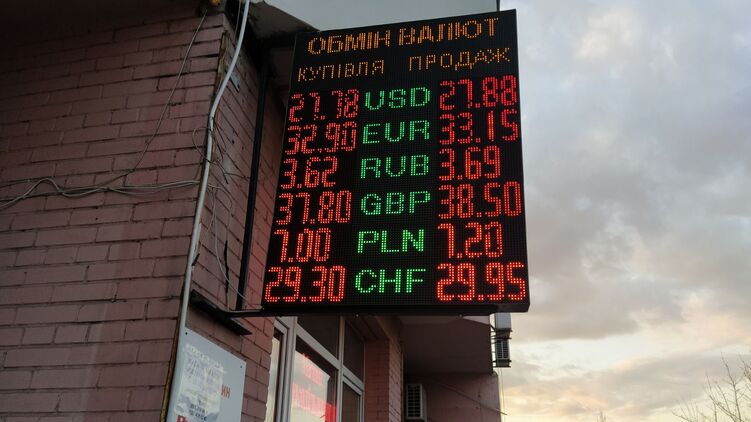 ОБМІН ВАЛЮТ
КУПІВЛЯ ПРОДАЖ
27.78 USD 27.88
32.90 EUR 33.15
3.62 RUB 3.69
37.80 GBP 38.50
7.00 PLN 7.20
29.30 CHF 29.95